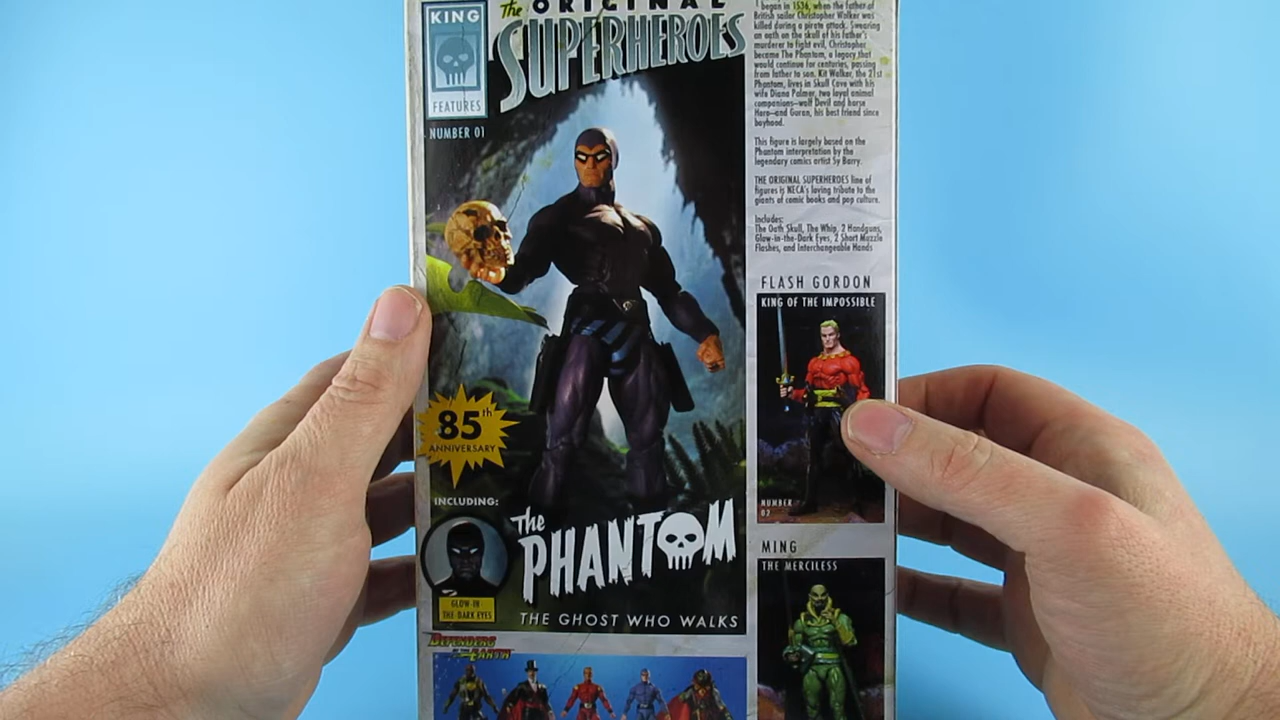 KING
FEATURES
NUMBER 01
The ORIGINAL
SUPERHEROES
85th
ANNIVERSARY
INCLUDING:
GLOW-IN-
THE-DARK EYES
The
PHANTOM
THE GHOST WHO WALKS
DEFENDERS
EARTH
began in 1536, when the father of
British sailor Christopher Walker was
killed during a pirate attack. Swearing
an oath on the skull of his father's
murderer to fight evil, Christopher
became The Phantom, a legacy that
would continue for centuries, passing
from father to son. Kit Walker, the 21st
Phantom, lives in Skull Cave with his
wife Diana Palmer, two loyal animal
companions—wolf Devil and horse
Hero—and Guran, his best friend since
boyhood.
This figure is largely based on the
Phantom interpretation by the
legendary comics artist Sy Barry.
THE ORIGINAL SUPERHEROES line of
figures is NECA's loving tribute to the
giants of comic books and pop culture.
Includes:
The Oath Skull, The Whip, 2 Handguns,
Glow-in-the-Dark Eyes, 2 Short Muzzle
Flashes, and Interchangeable Hands
FLASH GORDON
KING OF THE IMPOSSIBLE
NUMBER
02
MING
THE MERCILESS